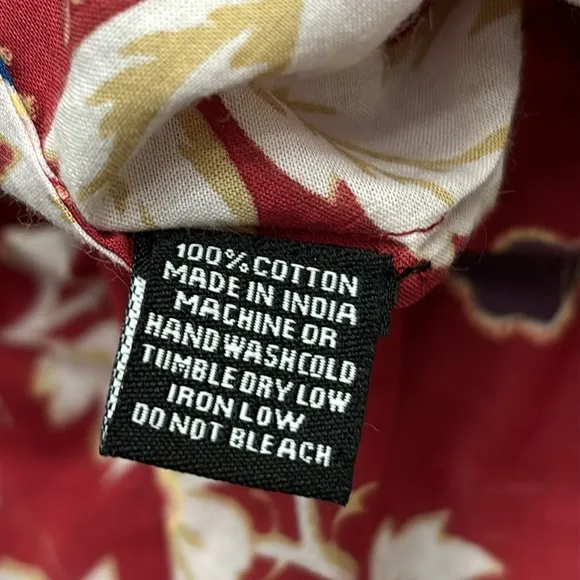 100% COTTON
MADE IN INDIA
MACHINE OR
HAND WASH COLD
TUMBLE DRY LOW
IRON LOW
DO NOT BLEACH